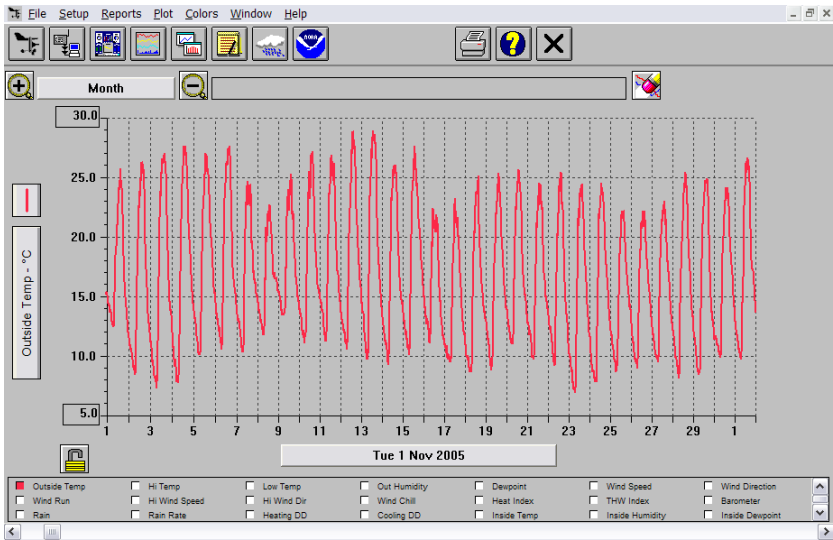 File Setup Reports Plot Colors Window Help
NOAA
Month
30.0
25.0
20.0
15.0
10.0
5.0
Outside Temp - °C
1 3 5 7 9 11 13 15 17 19 21 23 25 27 29 1
Tue 1 Nov 2005
Outside Temp Hi Temp Low Temp Out Humidity Dewpoint Wind Speed Wind Direction
Wind Run Hi Wind Speed Hi Wind Dir Wind Chill Heat Index THW Index Barometer
Rain Rain Rate Heating DD Cooling DD Inside Temp Inside Humidity Inside Dewpoint